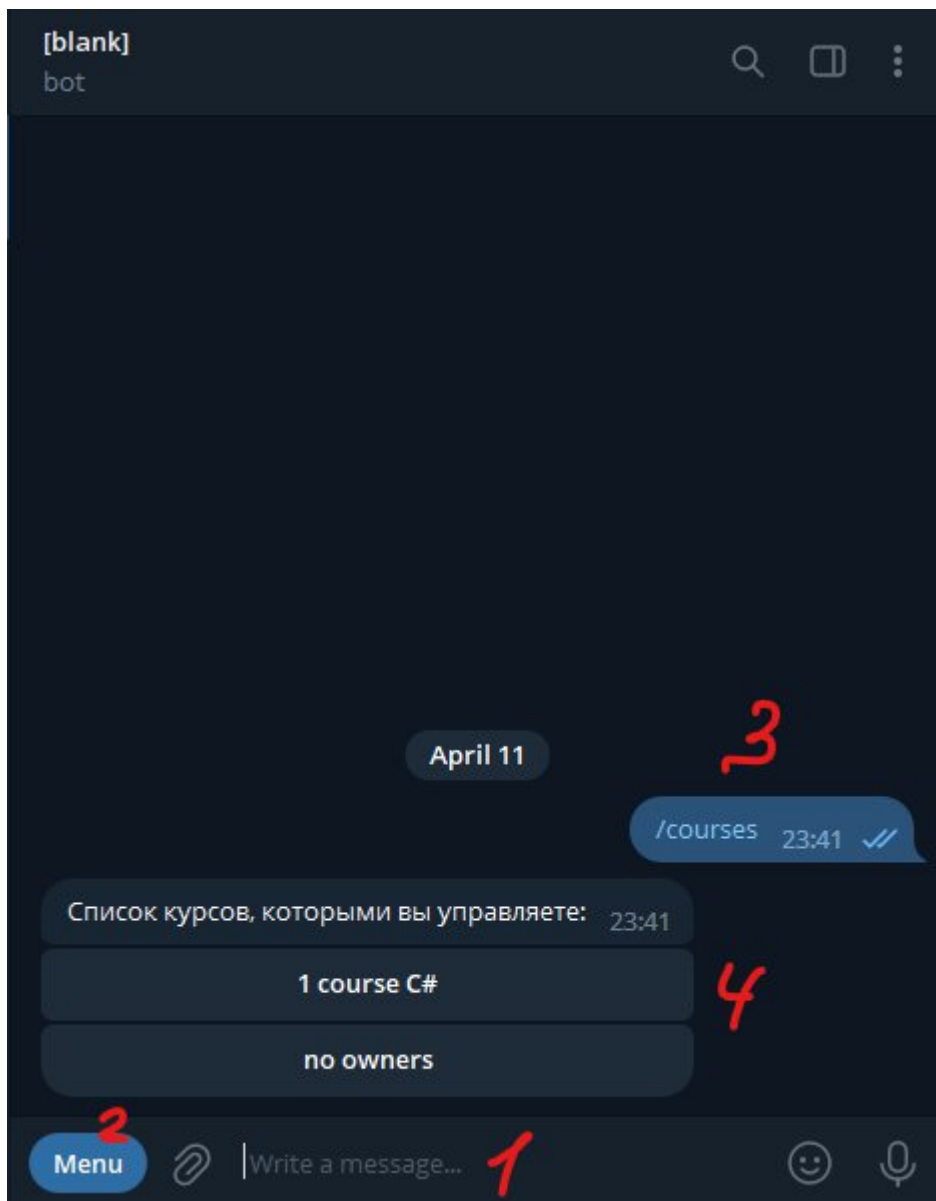 [blank]
bot
April 11
3
/courses 23:41
Список курсов, которыми вы управляете: 23:41
1 course C#
4
no owners
2
Menu
Write a message...
1